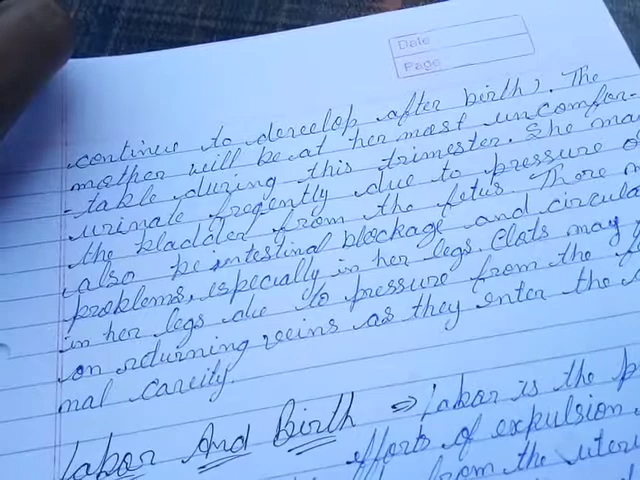 Date
Page
continue to develop after birth). The
mother will be at her most uncomfor-
-table during this trimester. She may
urinate freqently due to pressure o
the bladder from the fetus. There m
also be intestinal blockage and circula
problems, especially in her legs. Clots may f
in her legs due to pressure from the f
on returning veins as they enter the
mal cavity.
Labor And Birth ⇒ Labor is the p
efforts of expulsion
from the uteru